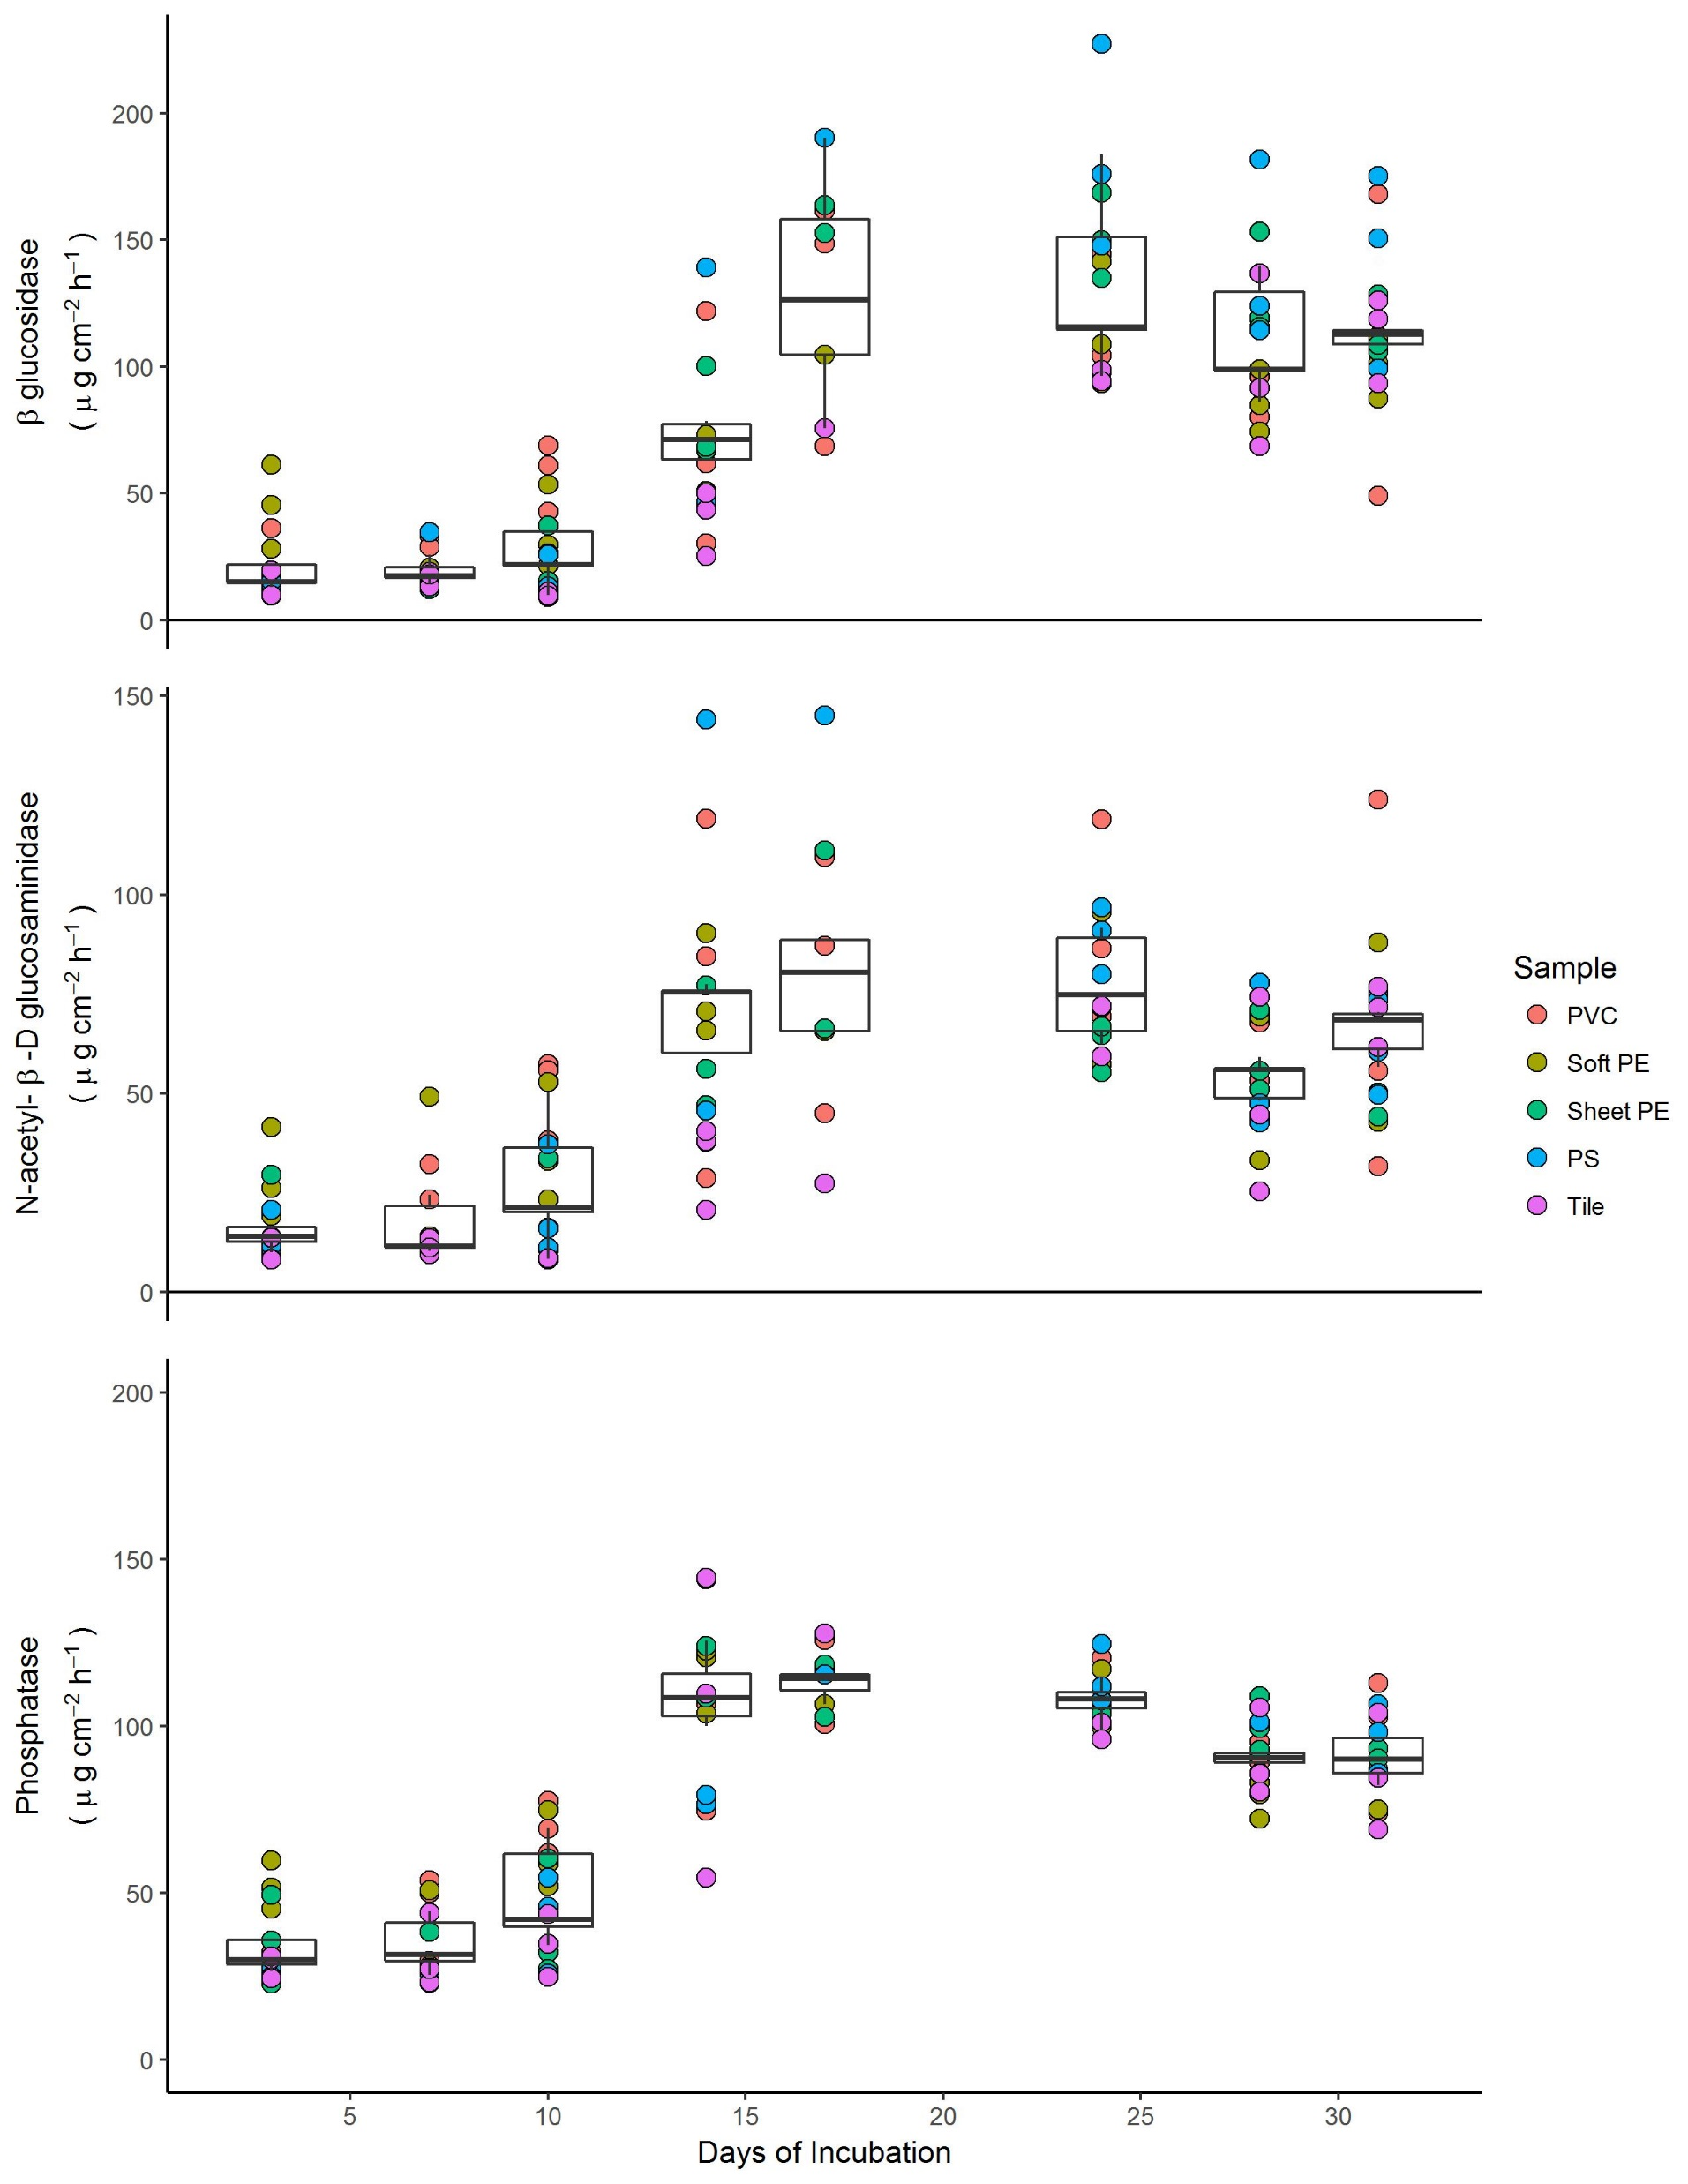 β glucosidase
( μ g cm⁻² h⁻¹ )
200
150
100
50
0
N-acetyl- β -D glucosaminidase
( μ g cm⁻² h⁻¹ )
150
100
50
0
Sample
PVC
Soft PE
Sheet PE
PS
Tile
Phosphatase
( μ g cm⁻² h⁻¹ )
200
150
100
50
0
5 10 15 20 25 30
Days of Incubation